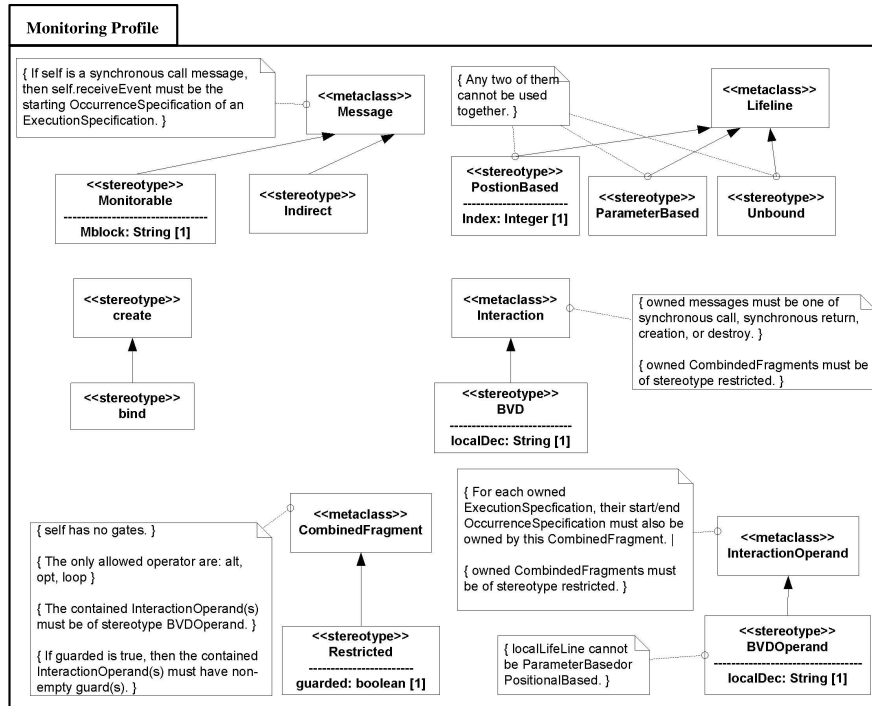 Monitoring Profile
{ If self is a synchronous call message,
then self.receiveEvent must be the
starting OccurrenceSpecification of an
ExecutionSpecification. }
<<metaclass>>
Message
{ Any two of them
cannot be used
together. }
<<metaclass>>
Lifeline
<<stereotype>>
Monitorable
----------------------------------
Mblock: String [1]
<<stereotype>>
Indirect
<<stereotype>>
PostionBased
-------------------------
Index: Integer [1]
<<stereotype>>
ParameterBased
<<stereotype>>
Unbound
<<stereotype>>
create
<<stereotype>>
bind
<<metaclass>>
Interaction
{ owned messages must be one of
synchronous call, synchronous return,
creation, or destroy. }
{ owned CombindedFragments must be
of stereotype restricted. }
<<stereotype>>
BVD
----------------------------
localDec: String [1]
{ self has no gates. }
{ The only allowed operator are: alt,
opt, loop }
{ The contained InteractionOperand(s)
must be of stereotype BVDOperand. }
{ If guarded is true, then the contained
InteractionOperand(s) must have non-
empty guard(s). }
<<metaclass>>
CombinedFragment
<<stereotype>>
Restricted
------------------------
guarded: boolean [1]
{ For each owned
ExecutionSpecfication, their start/end
OccurrenceSpecification must also be
owned by this CombinedFragment. |
{ owned CombindedFragments must
be of stereotype restricted. }
<<metaclass>>
InteractionOperand
{ localLifeLine cannot
be ParameterBasedor
PositionalBased. }
<<stereotype>>
BVDOperand
---------------------------------
localDec: String [1]